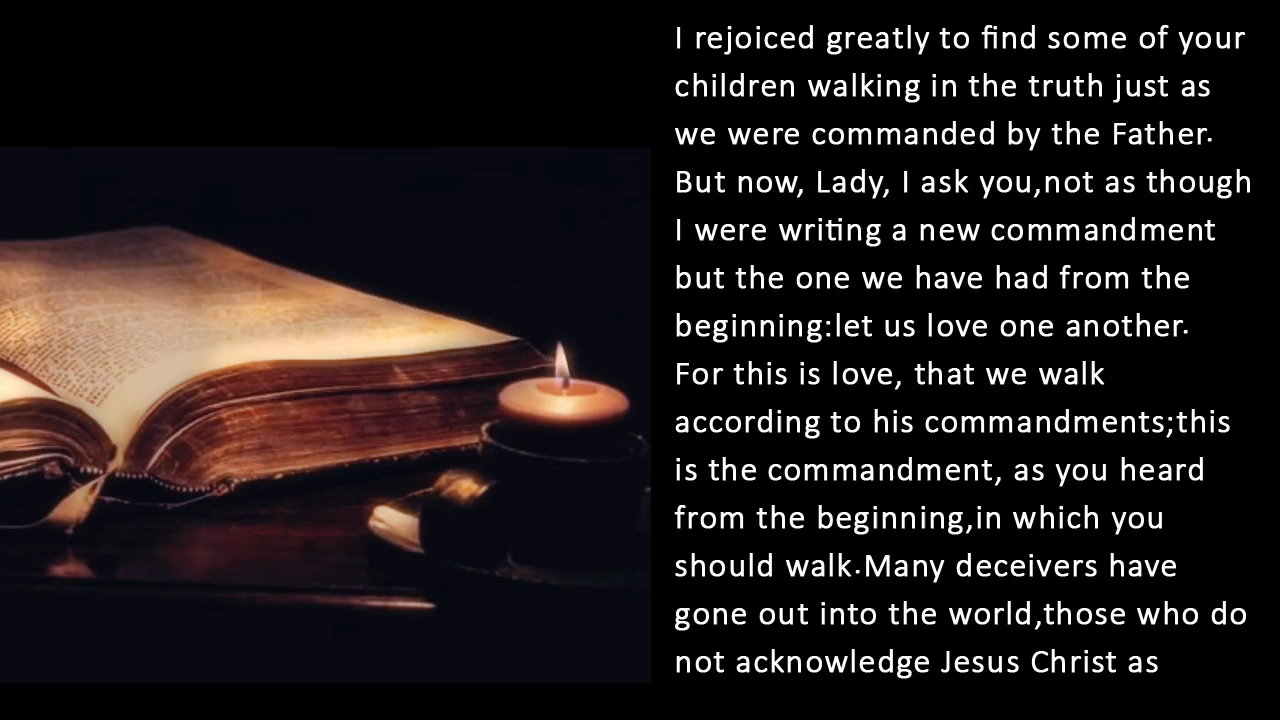 I rejoiced greatly to find some of your
children walking in the truth just as
we were commanded by the Father.
But now, Lady, I ask you,not as though
I were writing a new commandment
but the one we have had from the
beginning:let us love one another.
For this is love, that we walk
according to his commandments;this
is the commandment, as you heard
from the beginning,in which you
should walk.Many deceivers have
gone out into the world,those who do
not acknowledge Jesus Christ as